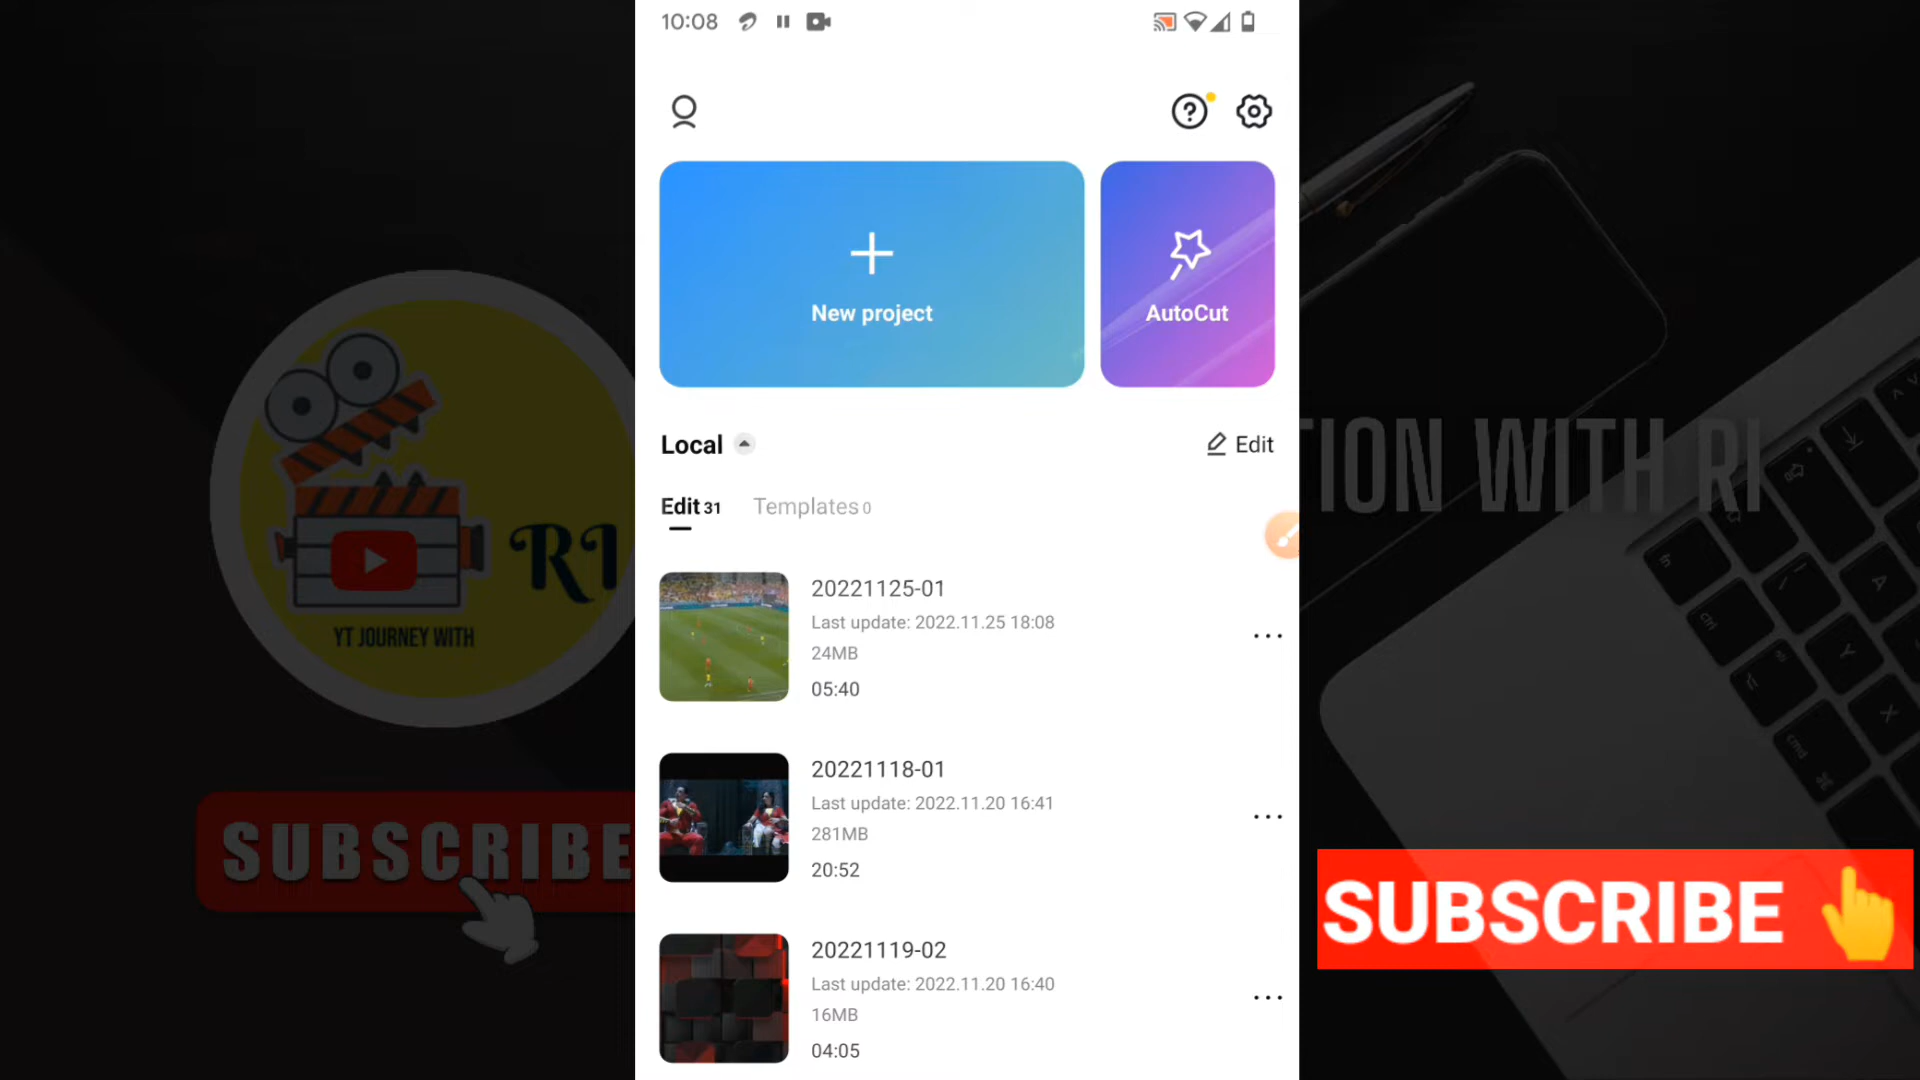 10:08
New project
AutoCut
Local
Edit
Edit 31
Templates 0
20221125-01
Last update: 2022.11.25 18:08
24MB
05:40
20221118-01
Last update: 2022.11.20 16:41
281MB
20:52
20221119-02
Last update: 2022.11.20 16:40
16MB
04:05
RI
YT JOURNEY WITH
SUBSCRIBE
TION WITH RI
SUBSCRIBE